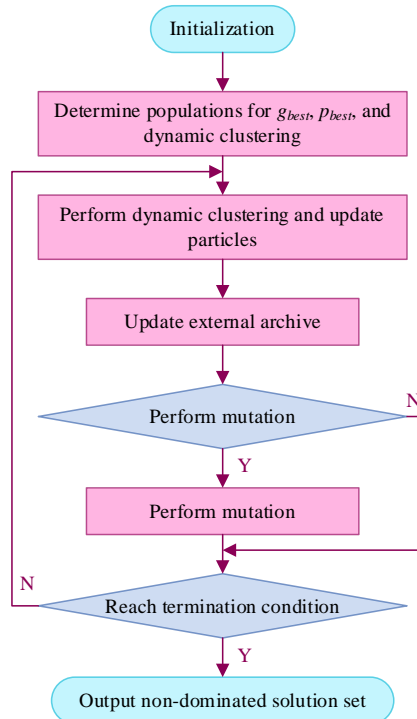 Initialization
Determine populations for gbest, pbest, and
dynamic clustering
Perform dynamic clustering and update
particles
Update external archive
Perform mutation
N
Y
Perform mutation
N
Reach termination condition
Y
Output non-dominated solution set